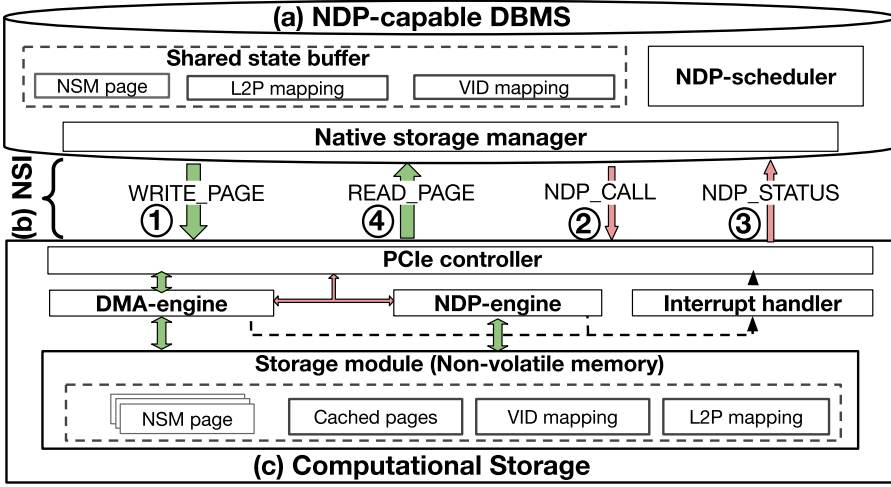 (a) NDP-capable DBMS
Shared state buffer
NSM page
L2P mapping
VID mapping
NDP-scheduler
Native storage manager
(b) NSI
WRITE_PAGE
READ_PAGE
NDP_CALL
NDP_STATUS
1
4
2
3
PCIe controller
DMA-engine
NDP-engine
Interrupt handler
Storage module (Non-volatile memory)
NSM page
Cached pages
VID mapping
L2P mapping
(c) Computational Storage